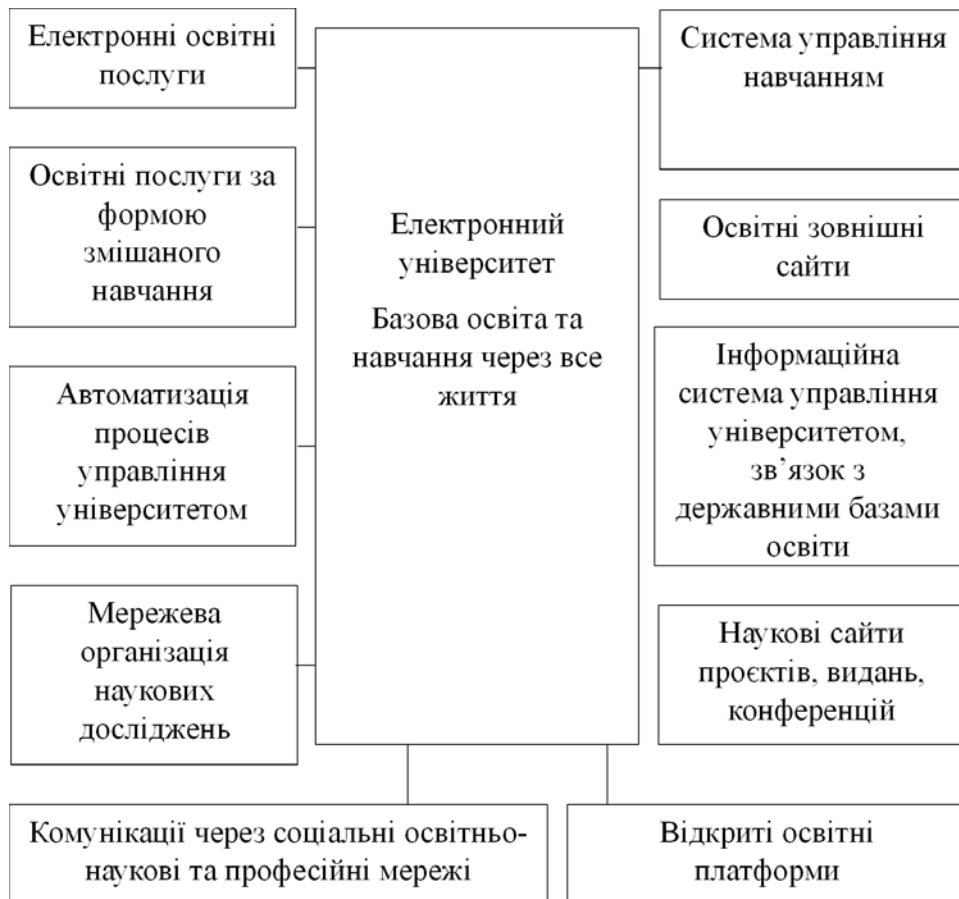 Електронні освітні
послуги
Освітні послуги за
формою
змішаного
навчання
Автоматизація
процесів
управління
університетом
Мережева
організація
наукових
досліджень
Електронний
університет
Базова освіта та
навчання через все
життя
Система управління
навчанням
Освітні зовнішні
сайти
Інформаційна
система управління
університетом,
зв’язок з
державними базами
освіти
Наукові сайти
проєктів, видань,
конференцій
Комунікації через соціальні освітньо-
наукові та професійні мережі
Відкриті освітні
платформи